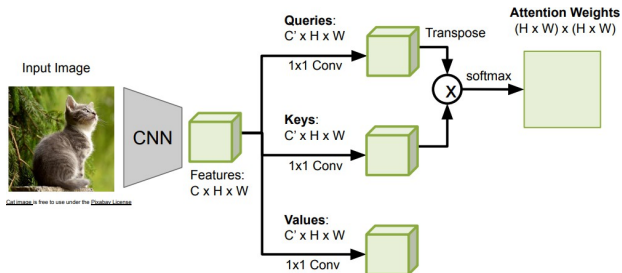 Input Image
CNN
Features:
C x H x W
Cat image is free to use under the Pixabay License
Queries:
C' x H x W
1x1 Conv
Keys:
C' x H x W
1x1 Conv
Values:
C' x H x W
1x1 Conv
Transpose
X
softmax
Attention Weights
(H x W) x (H x W)